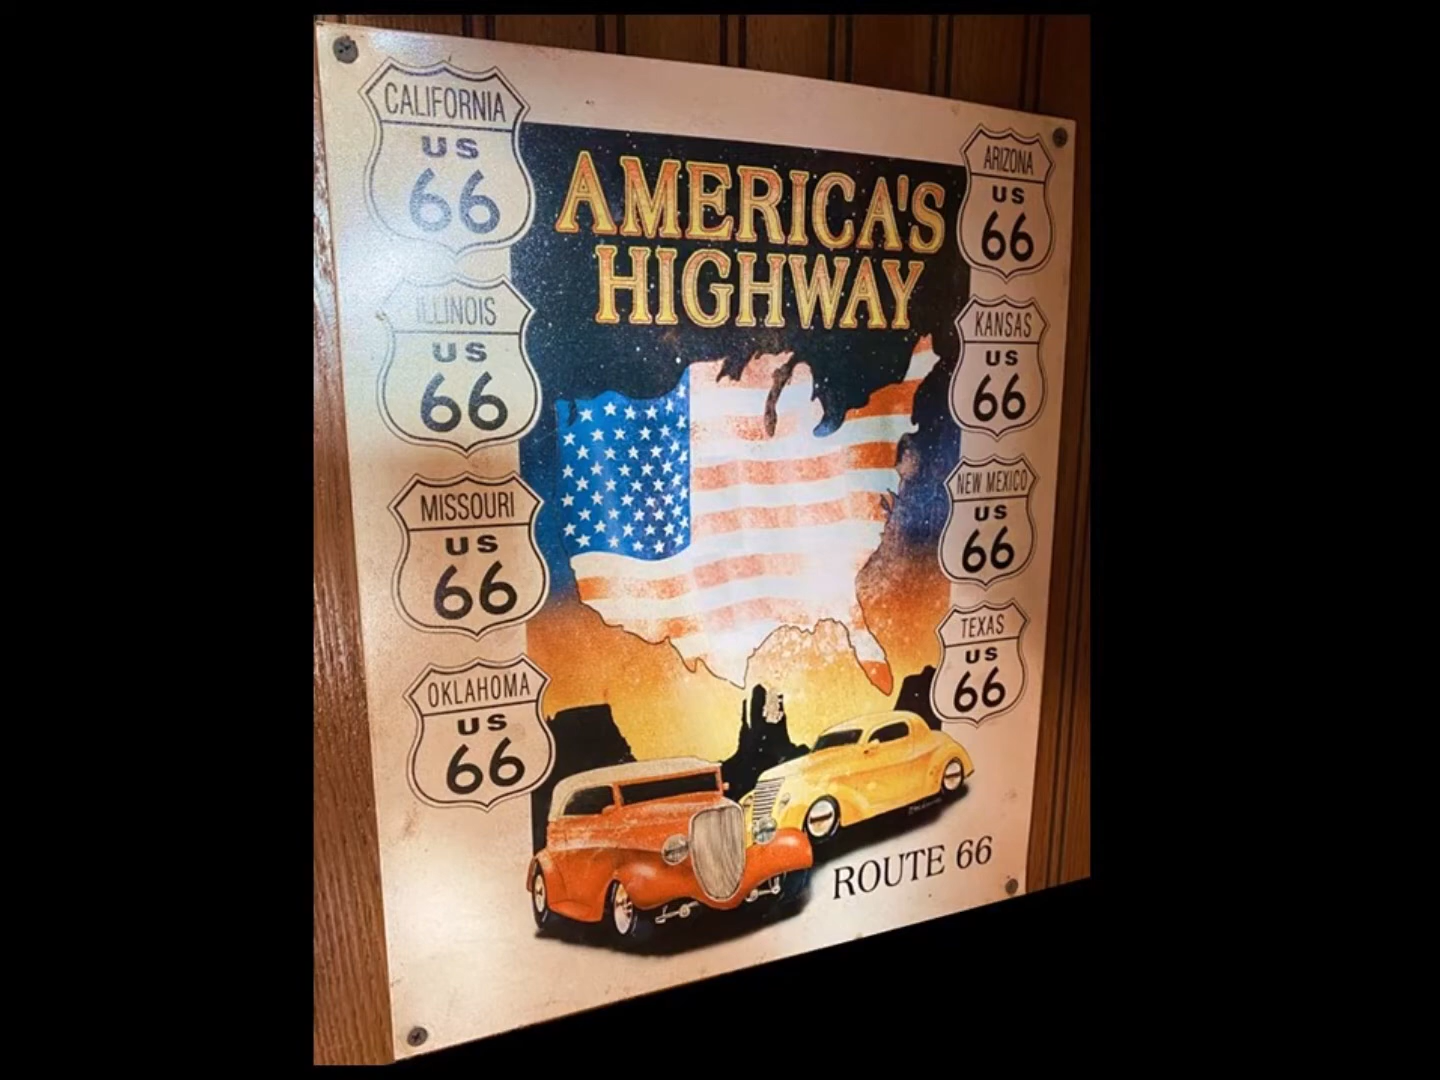 CALIFORNIA
US
66
ILLINOIS
US
66
MISSOURI
US
66
OKLAHOMA
US
66
AMERICA'S
HIGHWAY
ARIZONA
US
66
KANSAS
US
66
NEW MEXICO
US
66
TEXAS
US
66
ROUTE 66